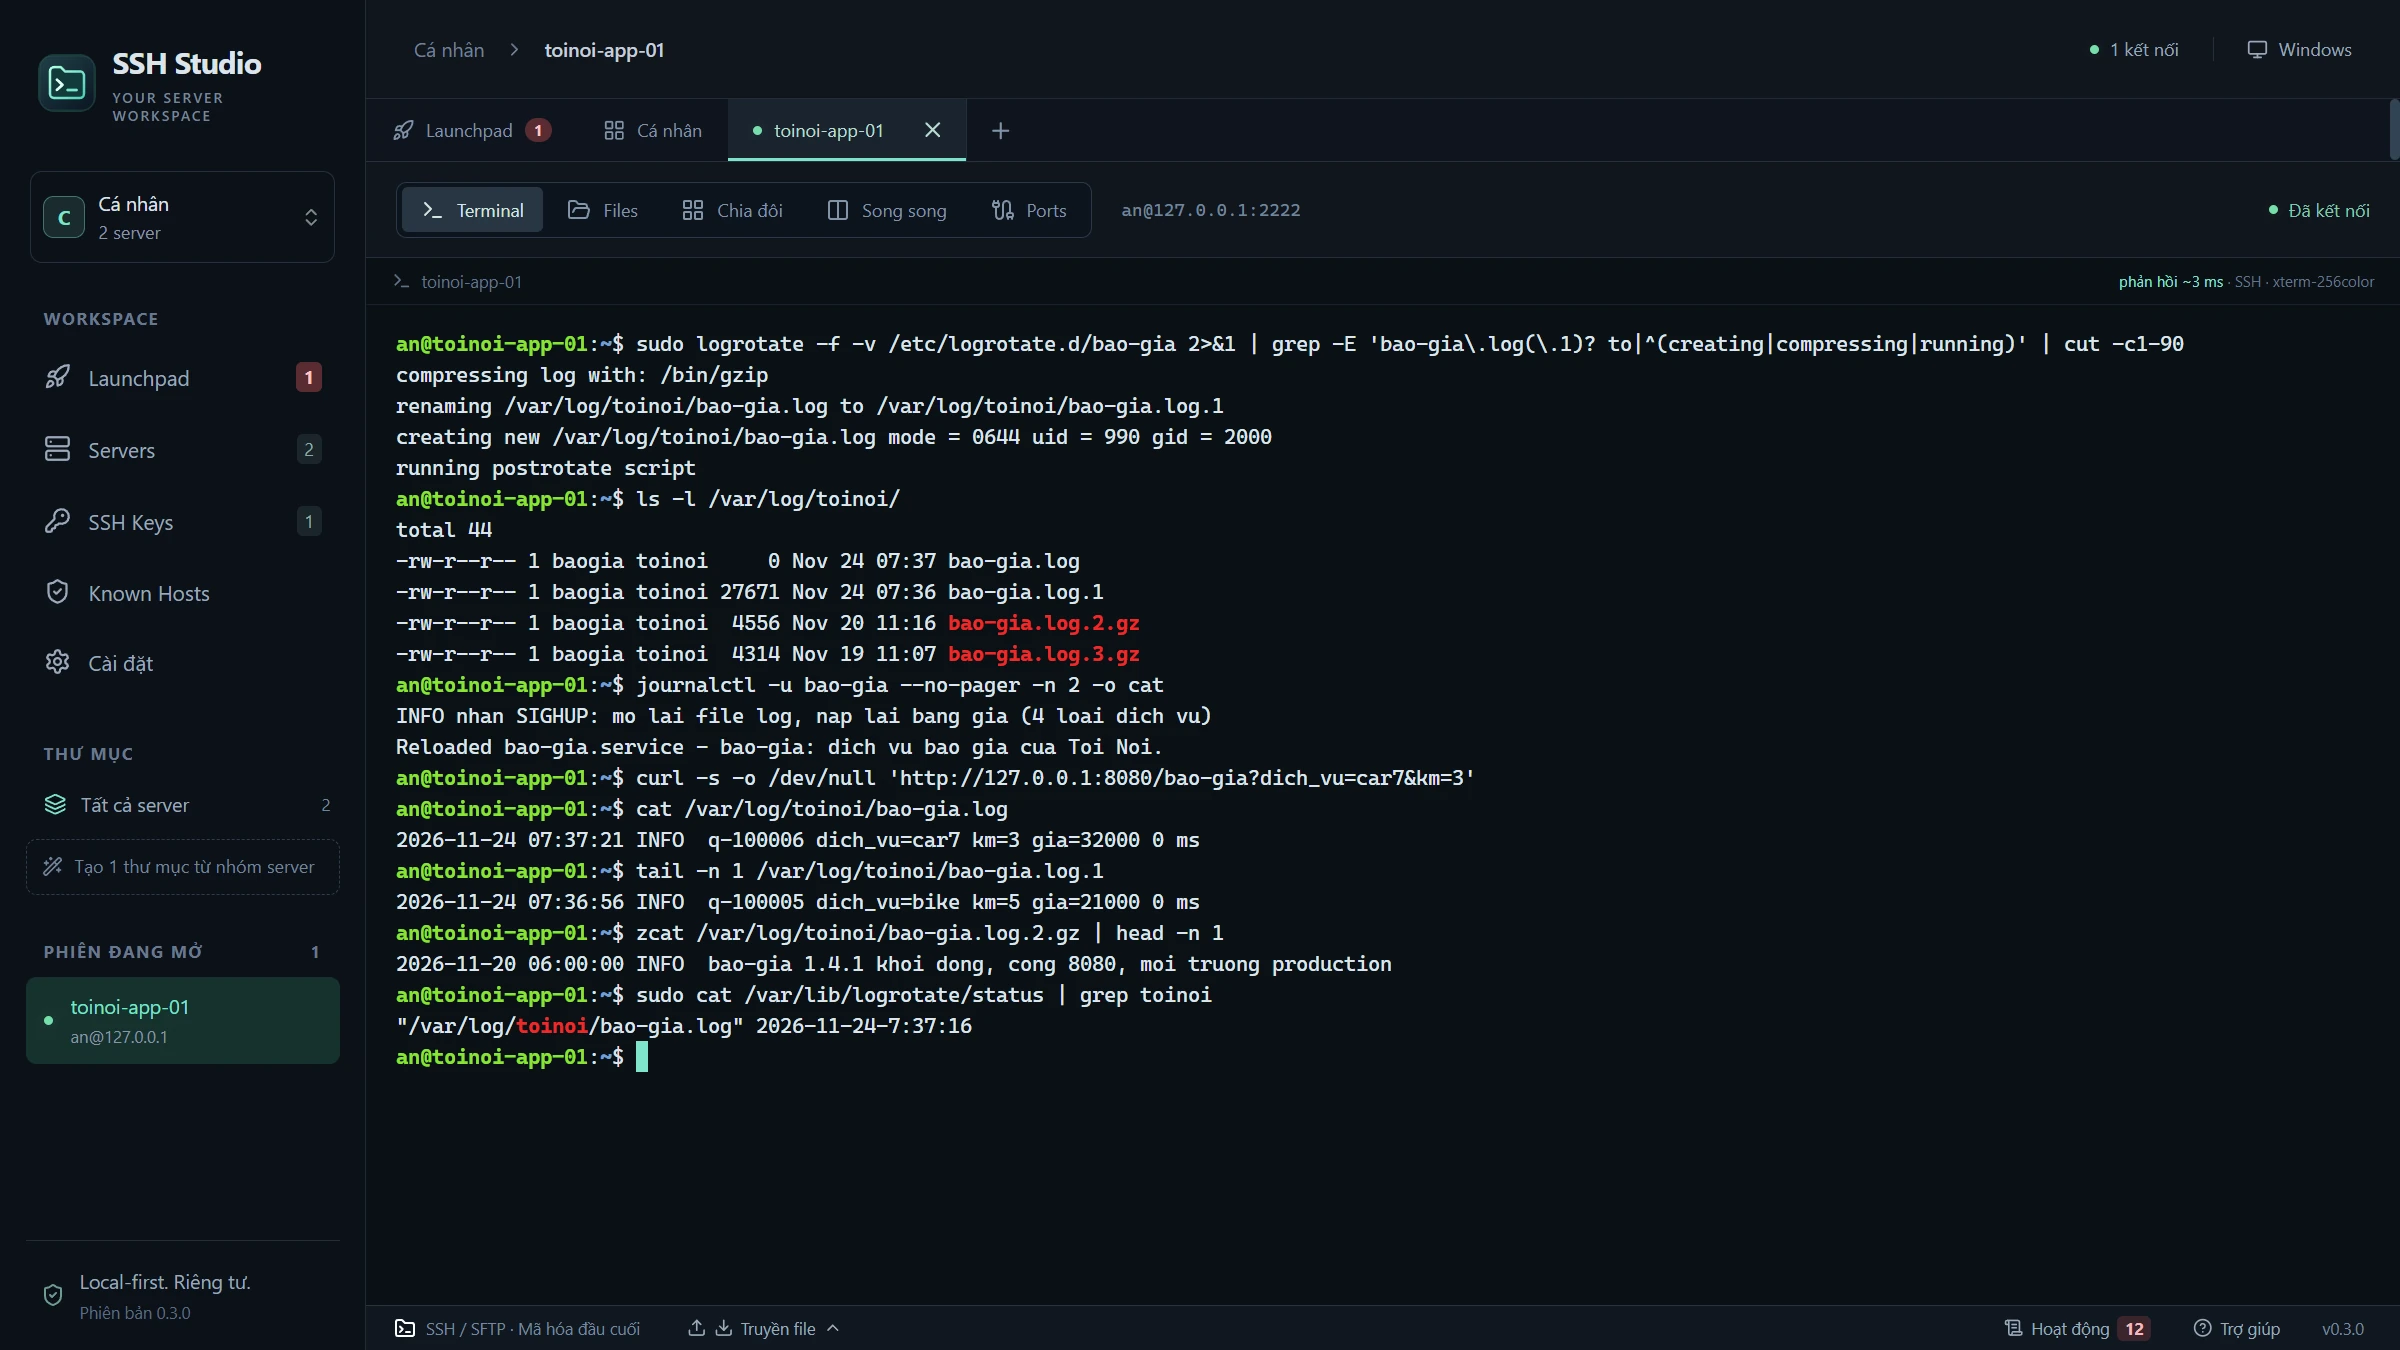 SSH Studio
YOUR SERVER
WORKSPACE
C
Cá nhân
2 server
WORKSPACE
Launchpad 1
Servers 2
SSH Keys 1
Known Hosts
Cài đặt
THƯ MỤC
Tất cả server 2
Tạo 1 thư mục từ nhóm server
PHIÊN ĐANG MỞ 1
toinoi-app-01
an@127.0.0.1
Local-first. Riêng tư.
Phiên bản 0.3.0
Cá nhân > toinoi-app-01
1 kết nối
Windows
Launchpad 1
Cá nhân
toinoi-app-01
Terminal
Files
Chia đôi
Song song
Ports
an@127.0.0.1:2222
Đã kết nối
toinoi-app-01
phản hồi ~3 ms · SSH · xterm-256color
an@toinoi-app-01:~$ sudo logrotate -f -v /etc/logrotate.d/bao-gia 2>&1 | grep -E 'bao-gia\.log(\.1)? to|^(creating|compressing|running)' | cut -c1-90
compressing log with: /bin/gzip
renaming /var/log/toinoi/bao-gia.log to /var/log/toinoi/bao-gia.log.1
creating new /var/log/toinoi/bao-gia.log mode = 0644 uid = 990 gid = 2000
running postrotate script
an@toinoi-app-01:~$ ls -l /var/log/toinoi/
total 44
-rw-r--r-- 1 baogia toinoi     0 Nov 24 07:37 bao-gia.log
-rw-r--r-- 1 baogia toinoi 27671 Nov 24 07:36 bao-gia.log.1
-rw-r--r-- 1 baogia toinoi  4556 Nov 20 11:16 bao-gia.log.2.gz
-rw-r--r-- 1 baogia toinoi  4314 Nov 19 11:07 bao-gia.log.3.gz
an@toinoi-app-01:~$ journalctl -u bao-gia --no-pager -n 2 -o cat
INFO nhan SIGHUP: mo lai file log, nap lai bang gia (4 loai dich vu)
Reloaded bao-gia.service - bao-gia: dich vu bao gia cua Toi Noi.
an@toinoi-app-01:~$ curl -s -o /dev/null 'http://127.0.0.1:8080/bao-gia?dich_vu=car7&km=3'
an@toinoi-app-01:~$ cat /var/log/toinoi/bao-gia.log
2026-11-24 07:37:21 INFO  q-100006 dich_vu=car7 km=3 gia=32000 0 ms
an@toinoi-app-01:~$ tail -n 1 /var/log/toinoi/bao-gia.log.1
2026-11-24 07:36:56 INFO  q-100005 dich_vu=bike km=5 gia=21000 0 ms
an@toinoi-app-01:~$ zcat /var/log/toinoi/bao-gia.log.2.gz | head -n 1
2026-11-20 06:00:00 INFO  bao-gia 1.4.1 khoi dong, cong 8080, moi truong production
an@toinoi-app-01:~$ sudo cat /var/lib/logrotate/status | grep toinoi
"/var/log/toinoi/bao-gia.log" 2026-11-24-7:37:16
an@toinoi-app-01:~$
SSH / SFTP · Mã hóa đầu cuối
Truyền file
Hoạt động 12
Trợ giúp
v0.3.0